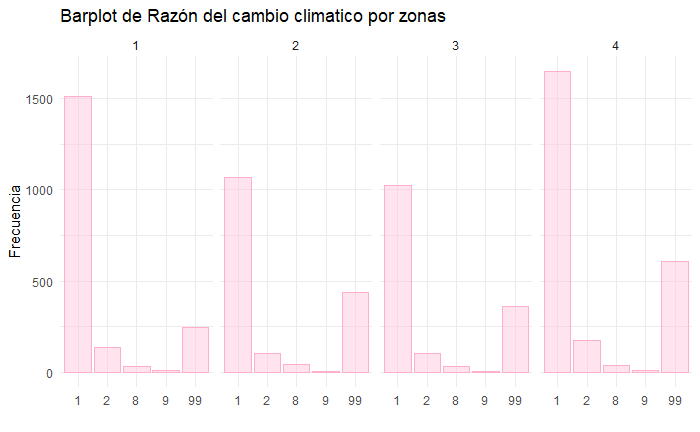 Barplot de Razón del cambio climatico por zonas
1 2 3 4
Frecuencia
1500
1000
500
0
1 2 8 9 99 1 2 8 9 99 1 2 8 9 99 1 2 8 9 99